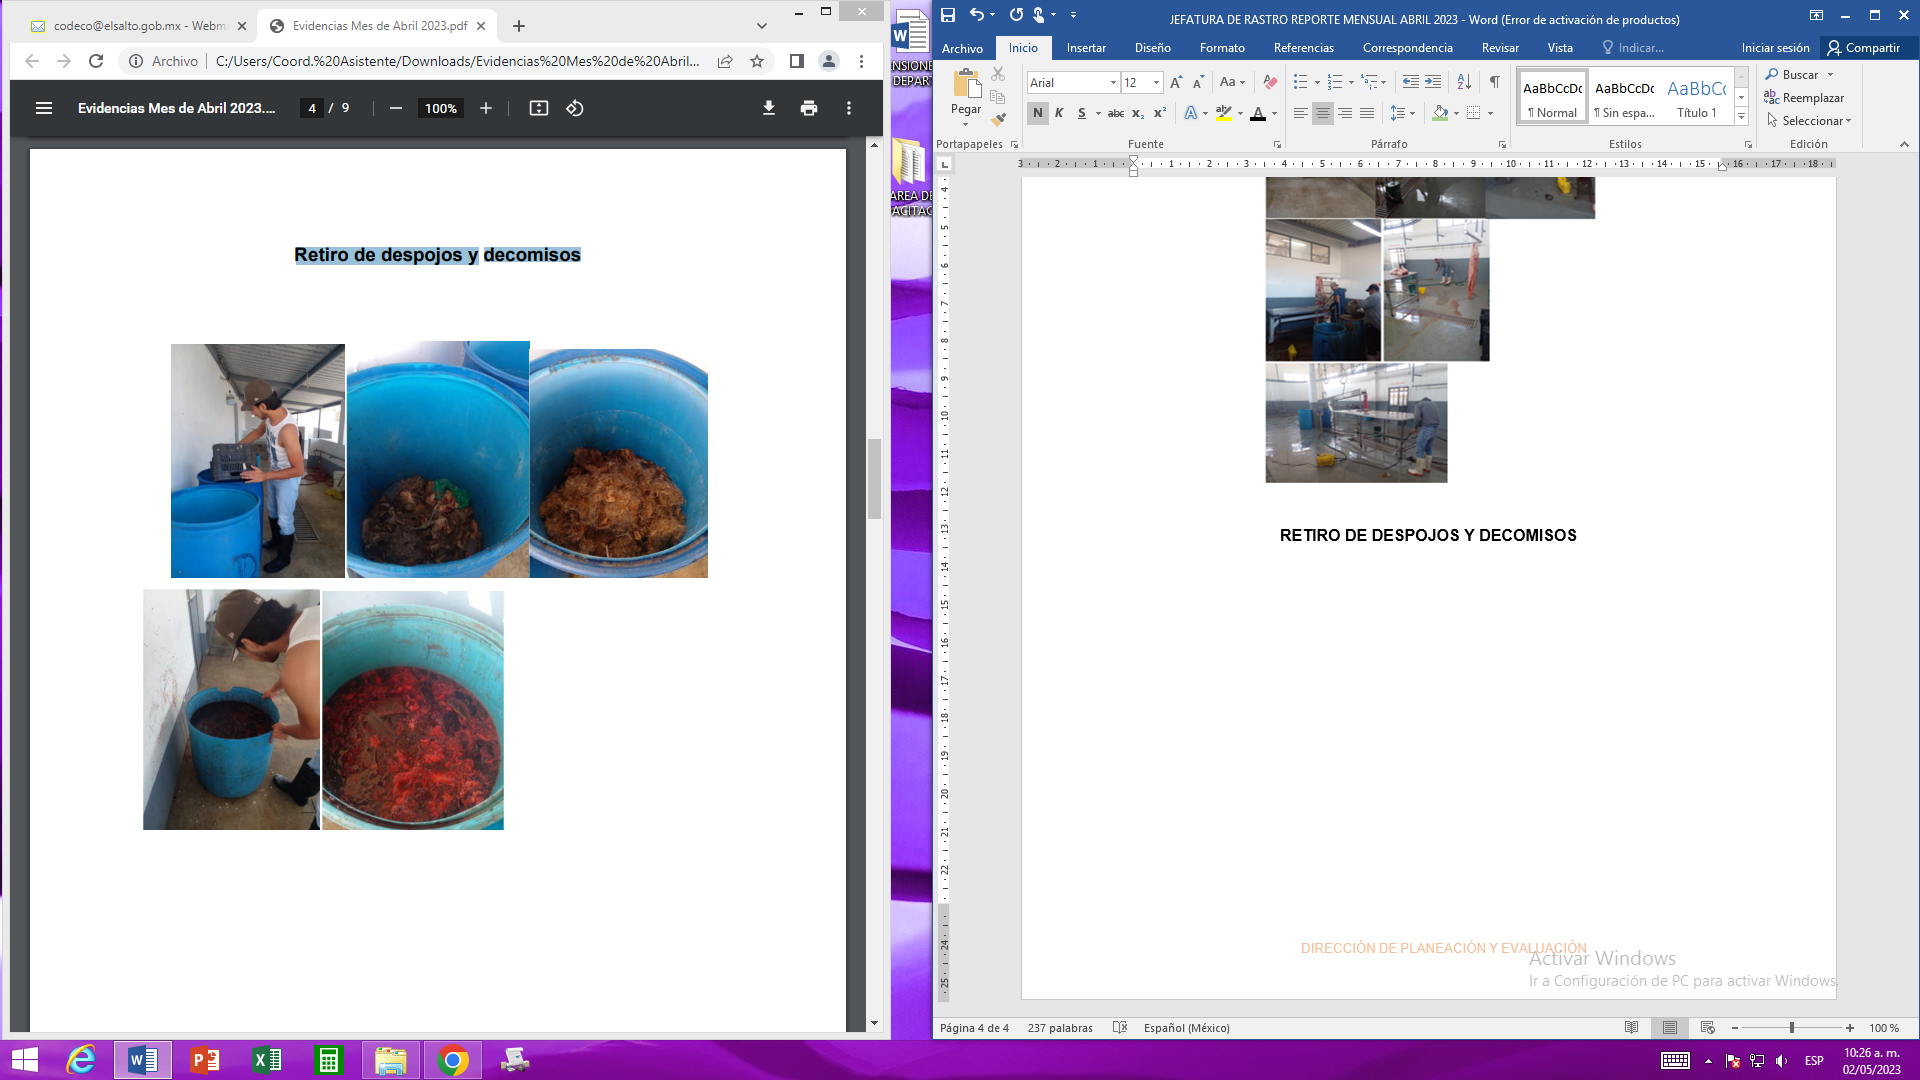 codeco@elsalto.gob.mx - Webm
Evidencias Mes de Abril 2023.pdf
Archivo
C:/Users/Coord.%20Asistente/Downloads/Evidencias%20Mes%20de%20Abril...
Evidencias Mes de Abril 2023....
4 / 9
100%
Retiro de despojos y decomisos
JEFATURA DE RASTRO REPORTE MENSUAL ABRIL 2023 - Word (Error de activación de productos)
Archivo Inicio Insertar Diseño Formato Referencias Correspondencia Revisar Vista Indicar... Iniciar sesión Compartir
Pegar
Arial 12
Aa
N K S abc x₂ x²
AaBbCcDc AaBbCcDc AaBbCc
¶ Normal ¶ Sin espa... Título 1
Buscar
Reemplazar
Seleccionar
Portapapeles Fuente Párrafo Estilos Edición
RETIRO DE DESPOJOS Y DECOMISOS
DIRECCIÓN DE PLANEACIÓN Y EVALUACIÓN
Activar Windows
Ir a Configuración de PC para activar Windows.
Página 4 de 4 237 palabras Español (México) 100 %
ESP
10:26 a. m.
02/05/2023